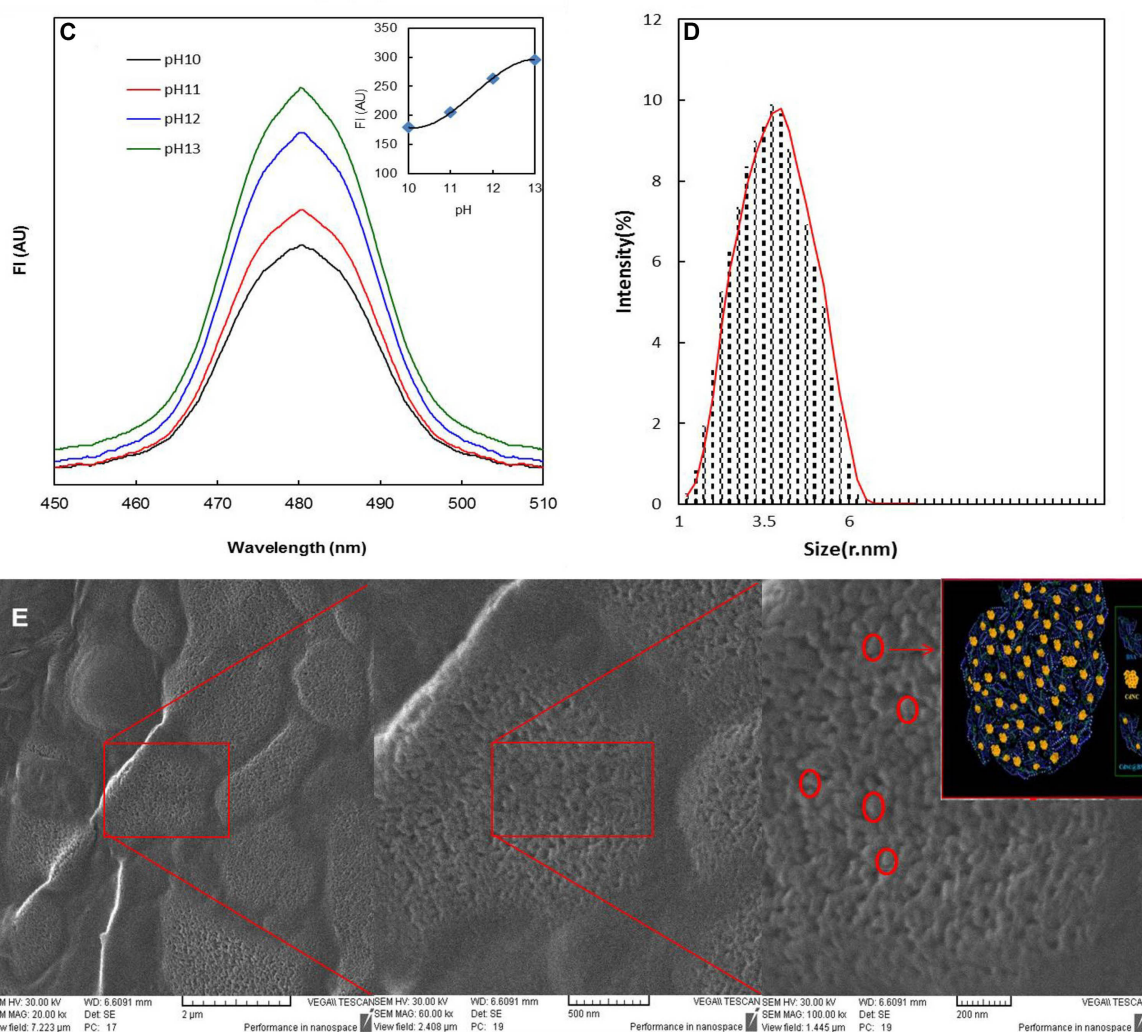 C
pH10
pH11
pH12
pH13
FI (AU)
350
300
250
200
150
100
FI (AU)
10 11 12 13
pH
450 460 470 480 490 500 510
Wavelength (nm)
D
12
10
8
6
4
2
0
Intensity(%)
1 3.5 6
Size(r.nm)
E
EM HV: 30.00 kV WD: 6.6091 mm VEGA\\ TESCAN
EM MAG: 20.00 kx Det: SE 2 µm
w field: 7.223 µm PC: 17 Performance in nanospace
SEM HV: 30.00 kV WD: 6.6091 mm VEGA\\ TESCAN
SEM MAG: 60.00 kx Det: SE 500 nm
View field: 2.408 µm PC: 19 Performance in nanospace
SEM HV: 30.00 kV WD: 6.6091 mm VEGA\\ TESCAN
SEM MAG: 100.00 kx Det: SE 200 nm
View field: 1.445 µm PC: 19 Performance in nanospace